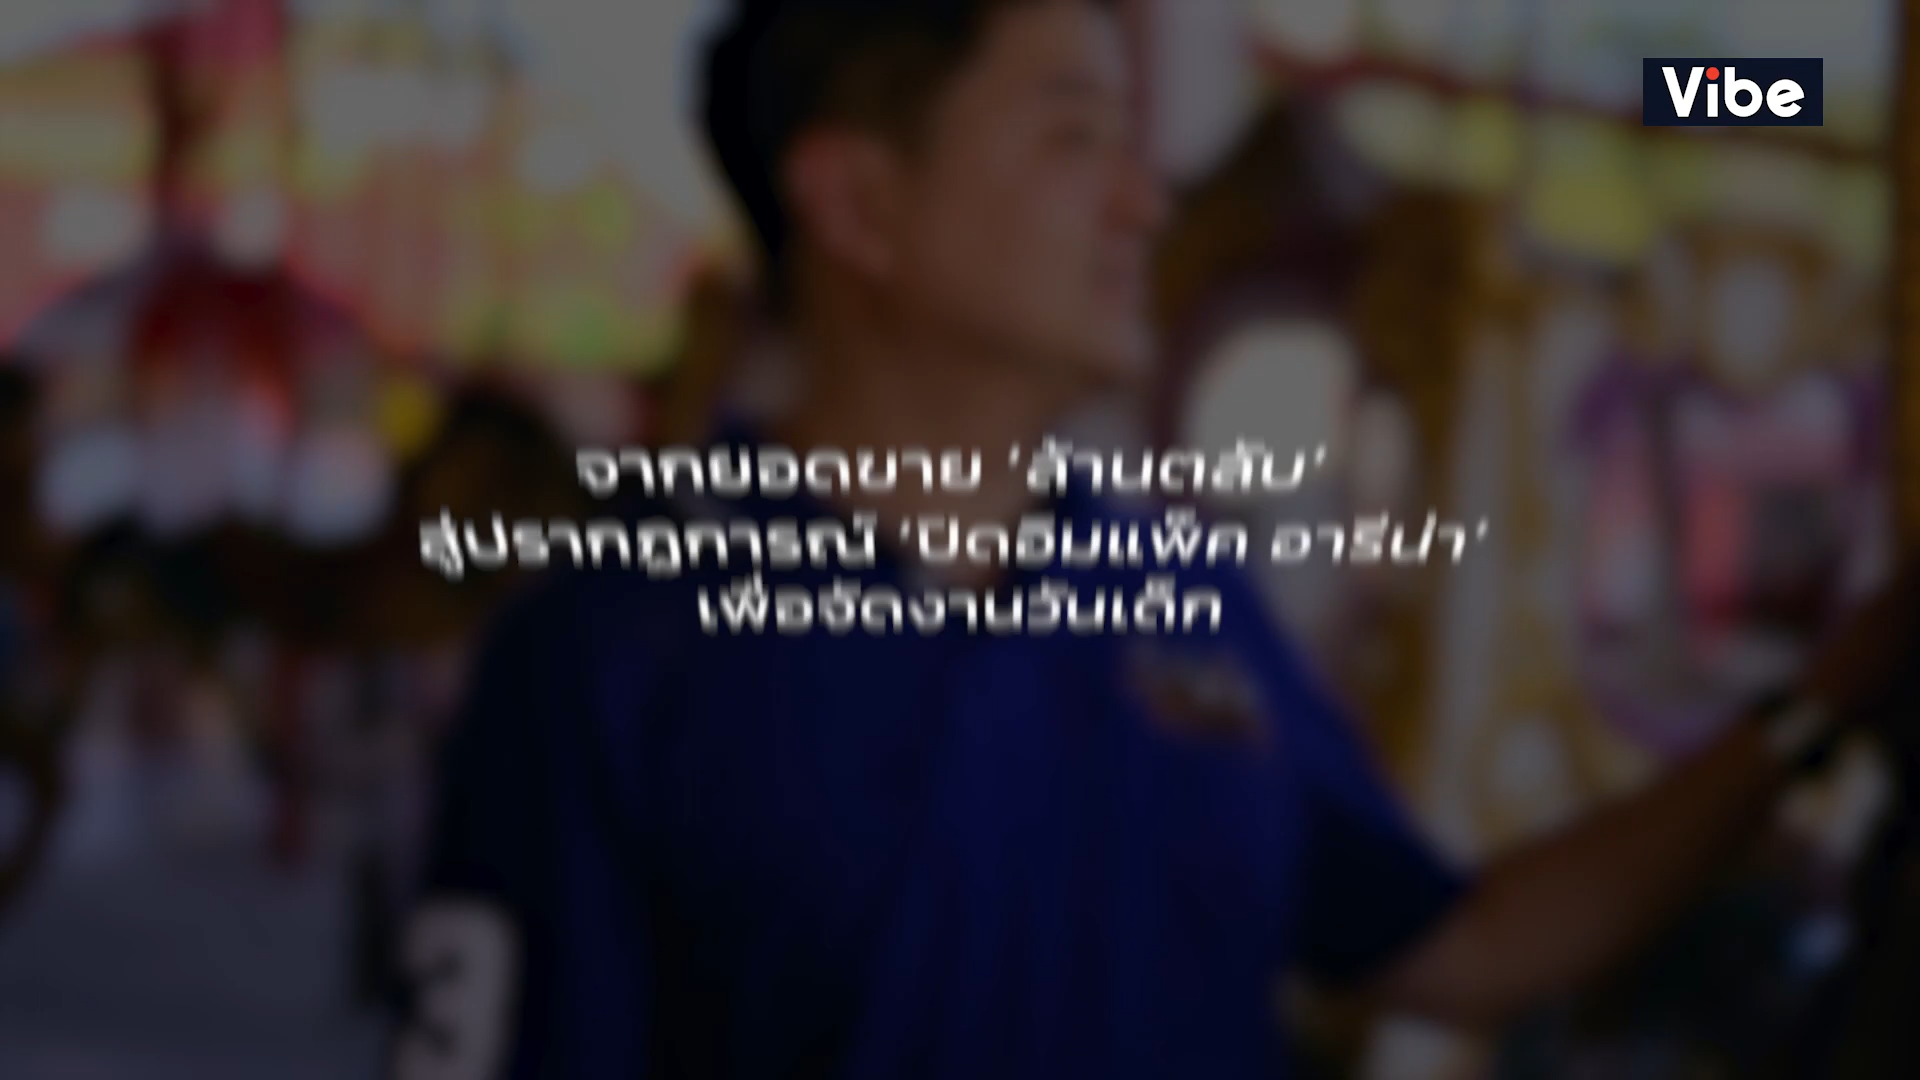 Vibe
จากยอดขาย ‘ล้านตลับ’
สู่ปรากฏการณ์ ‘ปิดอิมแพ็ค อารีน่า’
เพื่อจัดงานวันเด็ก